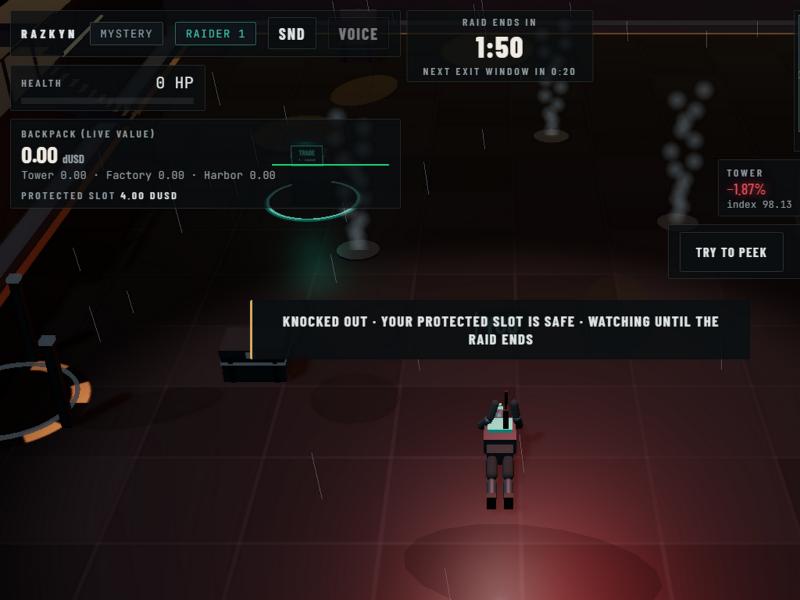 RAZKYN MYSTERY RAIDER 1 SND VOICE
RAID ENDS IN
1:50
NEXT EXIT WINDOW IN 0:20
HEALTH 0 HP
BACKPACK (LIVE VALUE)
0.00 dUSD
Tower 0.00 · Factory 0.00 · Harbor 0.00
PROTECTED SLOT 4.00 DUSD
TRADE
TOWER
-1.87%
index 98.13
TRY TO PEEK
KNOCKED OUT · YOUR PROTECTED SLOT IS SAFE · WATCHING UNTIL THE
RAID ENDS